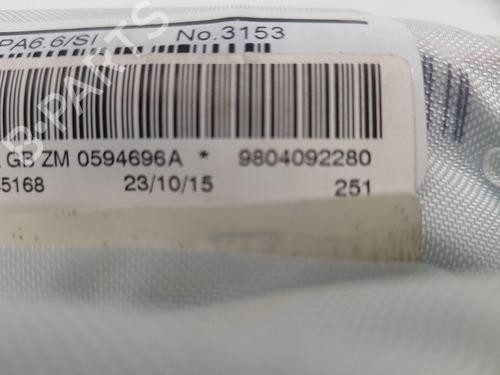 PA6.6/SI No.3153
B-PARTS
GB ZM 0594696A * 9804092280
5168 23/10/15 251